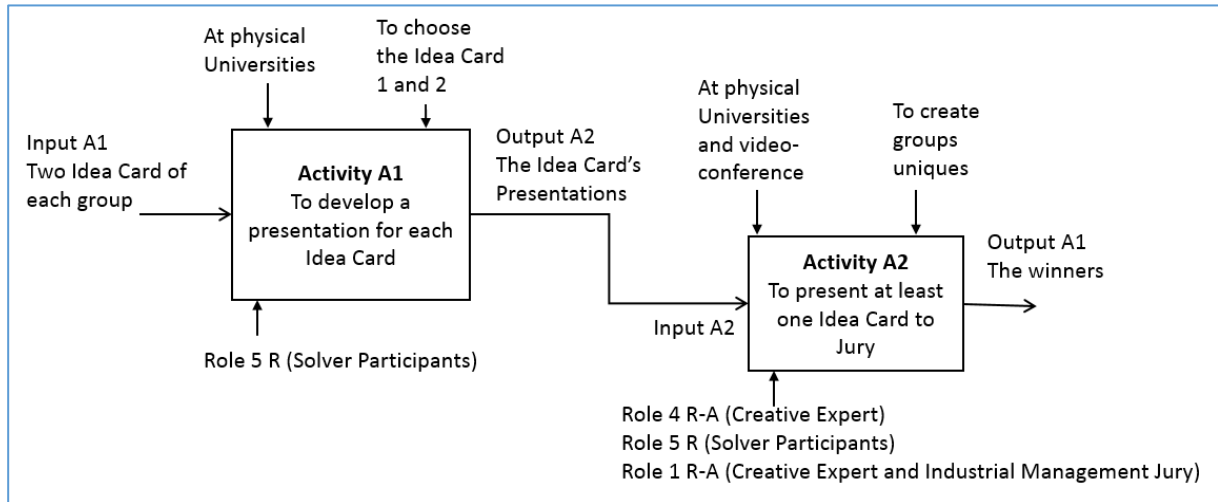 At physical
Universities
To choose
the Idea Card
1 and 2
Input A1
Two Idea Card of
each group
Activity A1
To develop a
presentation for each
Idea Card
Output A2
The Idea Card’s
Presentations
Role 5 R (Solver Participants)
At physical
Universities
and video-
conference
To create
groups
uniques
Input A2
Activity A2
To present at least
one Idea Card to
Jury
Output A1
The winners
Role 4 R-A (Creative Expert)
Role 5 R (Solver Participants)
Role 1 R-A (Creative Expert and Industrial Management Jury)